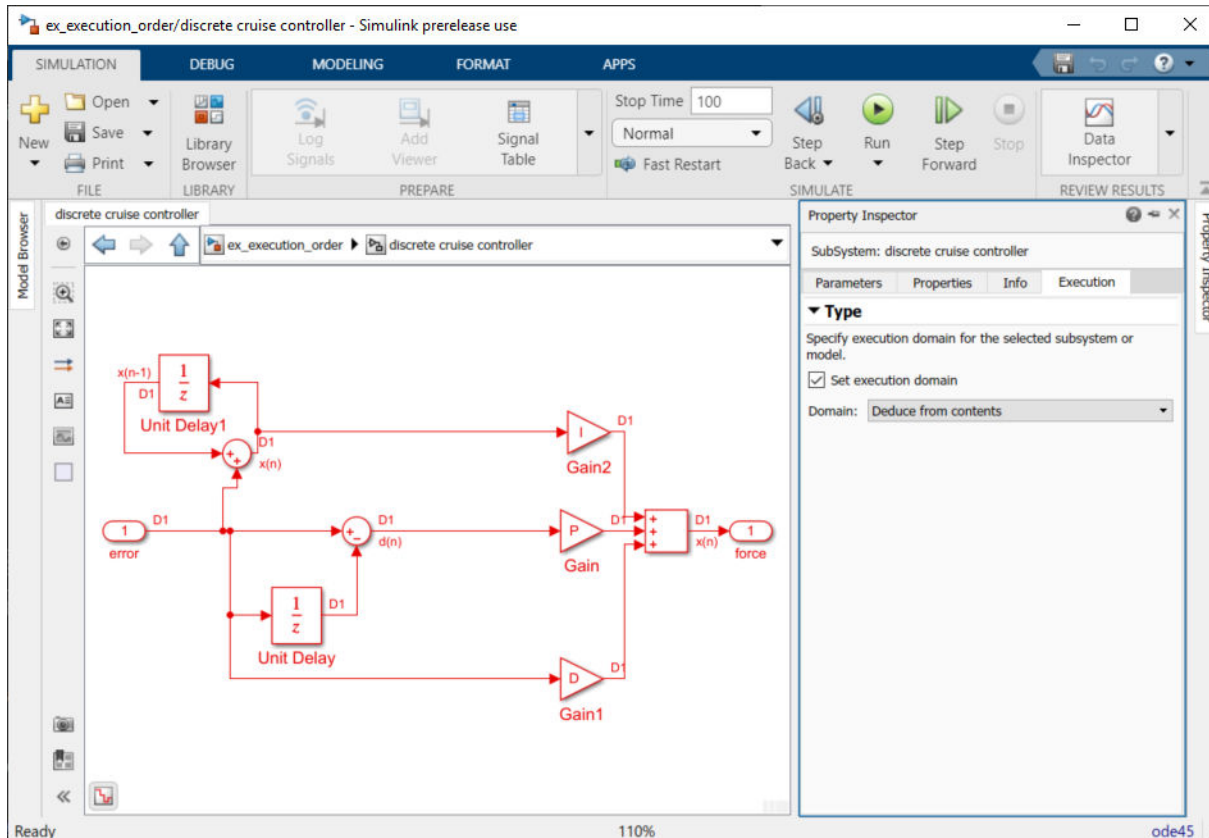 ex_execution_order/discrete cruise controller - Simulink prerelease use
SIMULATION DEBUG MODELING FORMAT APPS
New
Open
Save
Print
FILE
Library
Browser
LIBRARY
Log
Signals
Add
Viewer
Signal
Table
PREPARE
Stop Time 100
Normal
Fast Restart
Step
Back
Run
Step
Forward
Stop
SIMULATE
Data
Inspector
REVIEW RESULTS
Model Browser
discrete cruise controller
ex_execution_order discrete cruise controller
x(n-1)
D1
1
z
Unit Delay1
+
+
D1
x(n)
I
D1
Gain2
1
D1
error
+
−
D1
d(n)
P
D1
Gain
+
+
+
D1
x(n)
1
force
1
z
D1
Unit Delay
D
D1
Gain1
Property Inspector
SubSystem: discrete cruise controller
Parameters Properties Info Execution
Type
Specify execution domain for the selected subsystem or
model.
Set execution domain
Domain: Deduce from contents
Property Inspector
Ready 110% ode45